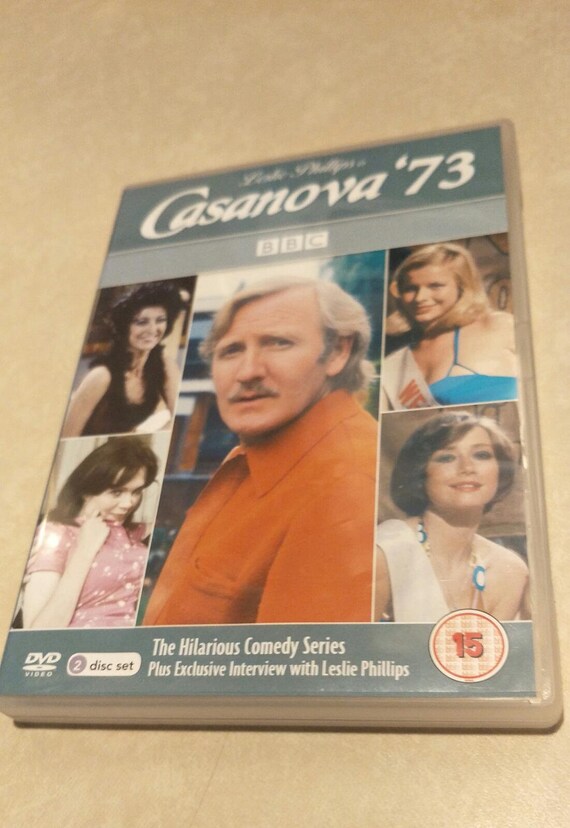 Leslie Phillips is
Casanova '73
BBC
DVD
VIDEO
2 disc set
The Hilarious Comedy Series
Plus Exclusive Interview with Leslie Phillips
15